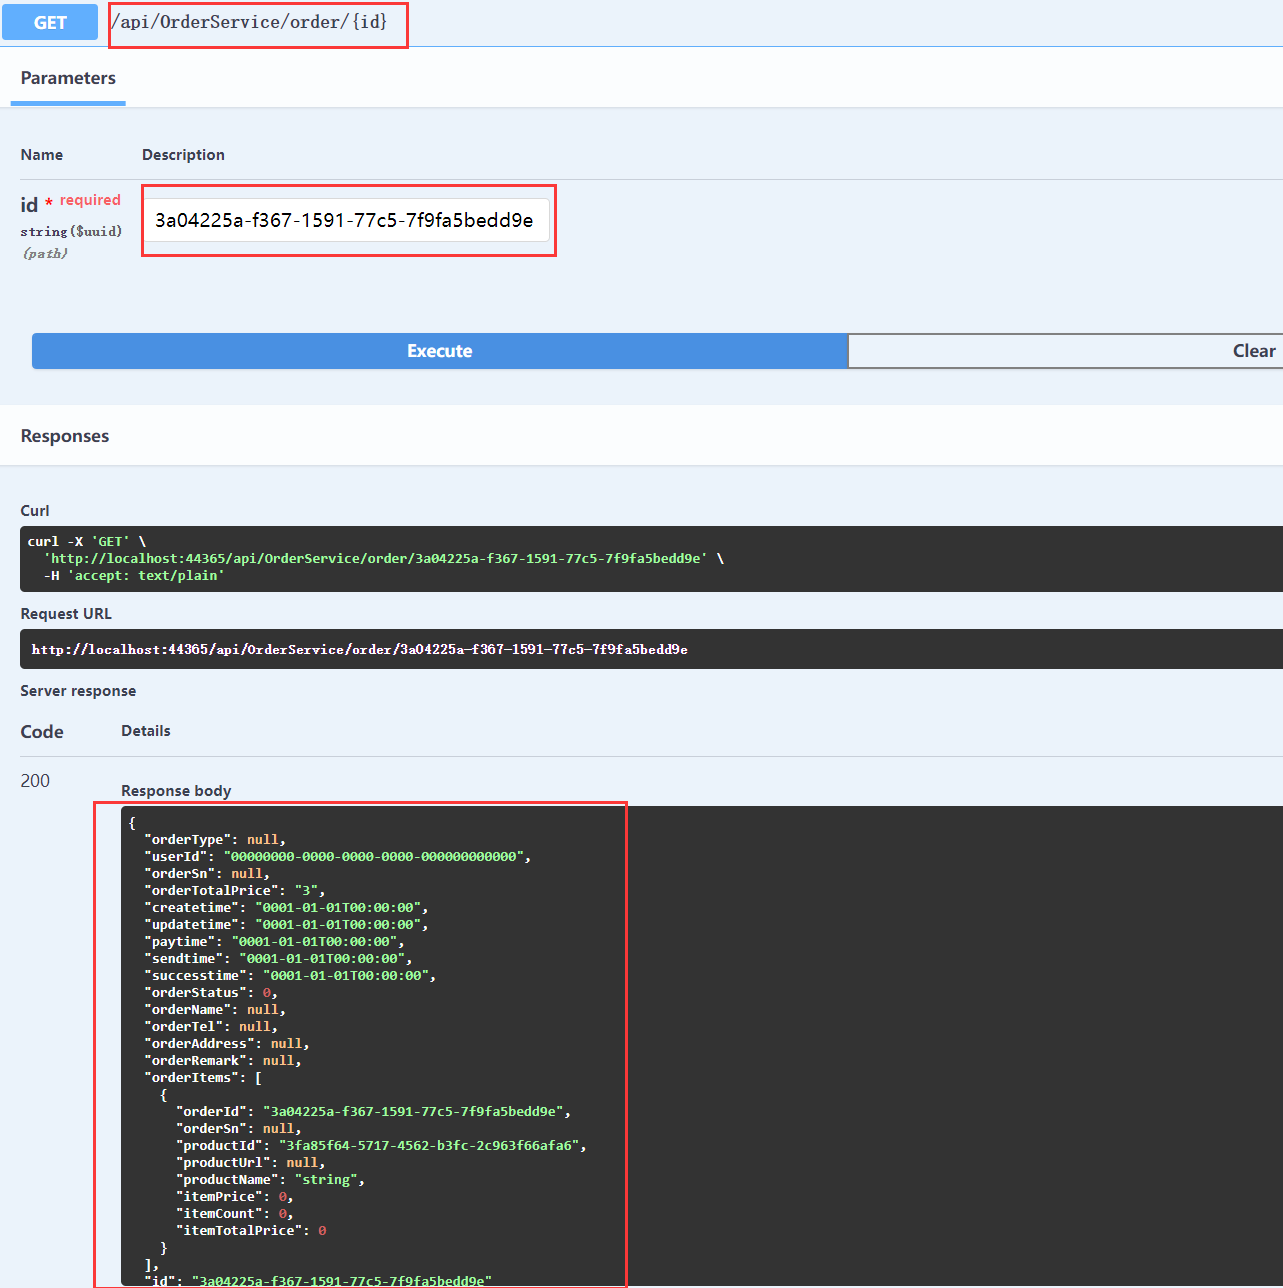 GET /api/OrderService/order/{id}
Parameters
Name Description
id * required
string($uuid)
(path)
3a04225a-f367-1591-77c5-7f9fa5bedd9e
Execute Clear
Responses
Curl
curl -X 'GET' \
'http://localhost:44365/api/OrderService/order/3a04225a-f367-1591-77c5-7f9fa5bedd9e' \
-H 'accept: text/plain'
Request URL
http://localhost:44365/api/OrderService/order/3a04225a-f367-1591-77c5-7f9fa5bedd9e
Server response
Code Details
200
Response body
{
"orderType": null,
"userId": "00000000-0000-0000-0000-000000000000",
"orderSn": null,
"orderTotalPrice": "3",
"createtime": "0001-01-01T00:00:00",
"updatetime": "0001-01-01T00:00:00",
"paytime": "0001-01-01T00:00:00",
"sendtime": "0001-01-01T00:00:00",
"successtime": "0001-01-01T00:00:00",
"orderStatus": 0,
"orderName": null,
"orderTel": null,
"orderAddress": null,
"orderRemark": null,
"orderItems": [
{
"orderId": "3a04225a-f367-1591-77c5-7f9fa5bedd9e",
"orderSn": null,
"productId": "3fa85f64-5717-4562-b3fc-2c963f66afa6",
"productUrl": null,
"productName": "string",
"itemPrice": 0,
"itemCount": 0,
"itemTotalPrice": 0
}
],
"id": "3a04225a-f367-1591-77c5-7f9fa5bedd9e"